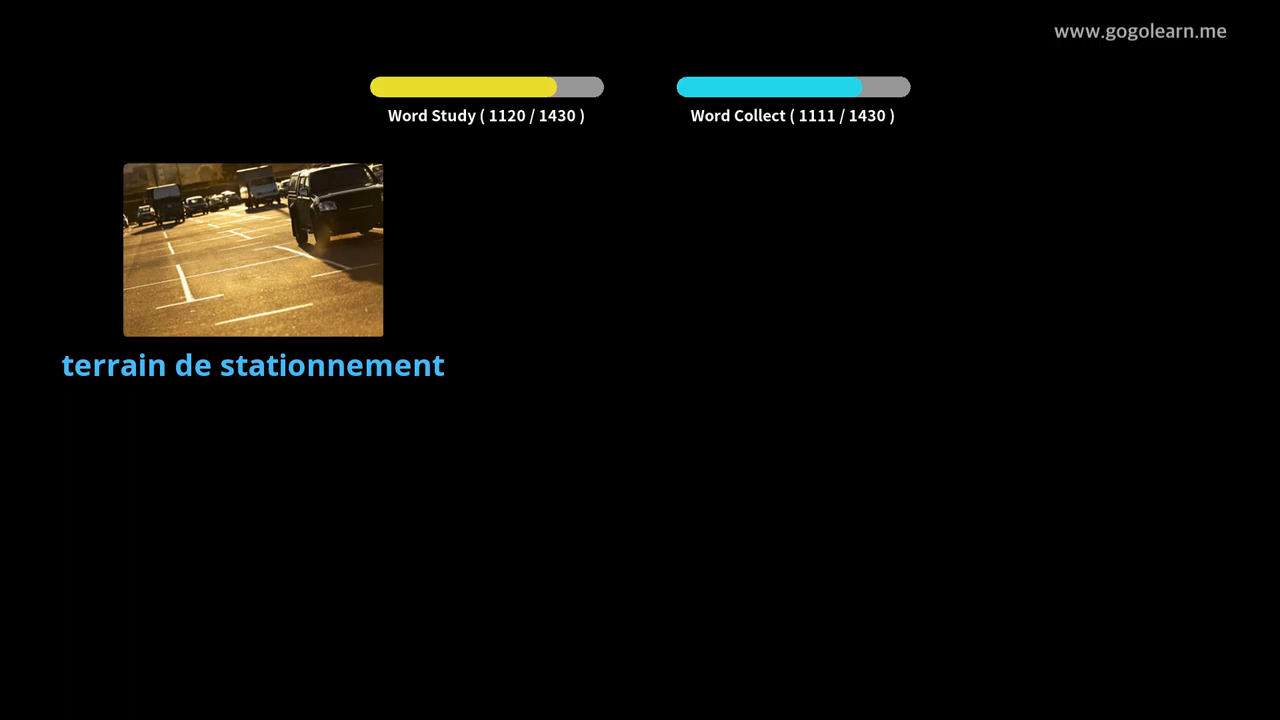 www.gogolearn.me
Word Study ( 1120 / 1430 )
Word Collect ( 1111 / 1430 )
terrain de stationnement